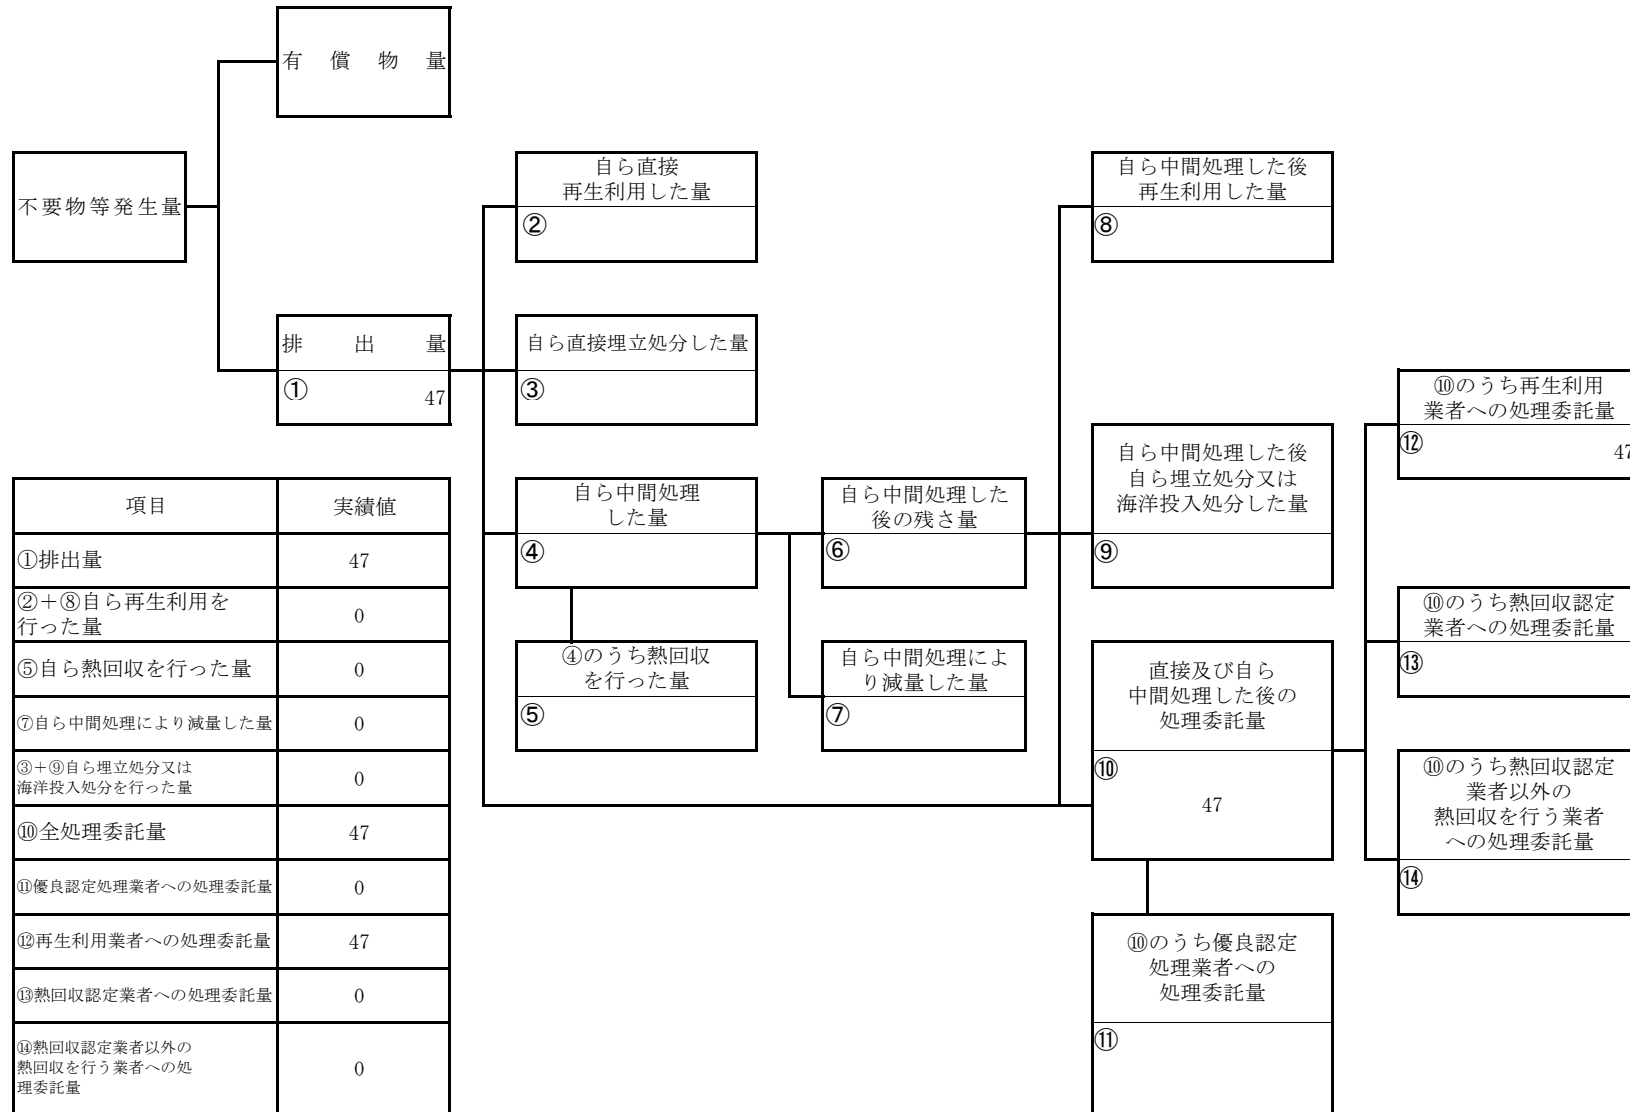 有償物量
不要物等発生量
排出量
①
47
自ら直接
再生利用した量
②
自ら直接埋立処分した量
③
自ら中間処理
した量
④
④のうち熱回収
を行った量
⑤
自ら中間処理した
後の残さ量
⑥
自ら中間処理によ
り減量した量
⑦
自ら中間処理した後
再生利用した量
⑧
自ら中間処理した後
自ら埋立処分又は
海洋投入処分した量
⑨
直接及び自ら
中間処理した後の
処理委託量
⑩
47
⑩のうち優良認定
処理業者への
処理委託量
⑪
⑩のうち再生利用
業者への処理委託量
⑫
47
⑩のうち熱回収認定
業者への処理委託量
⑬
⑩のうち熱回収認定
業者以外の
熱回収を行う業者
への処理委託量
⑭
項目 実績値
①排出量 47
②＋⑧自ら再生利用を
行った量 0
⑤自ら熱回収を行った量 0
⑦自ら中間処理により減量した量 0
③＋⑨自ら埋立処分又は
海洋投入処分を行った量 0
⑩全処理委託量 47
⑪優良認定処理業者への処理委託量 0
⑫再生利用業者への処理委託量 47
⑬熱回収認定業者への処理委託量 0
⑭熱回収認定業者以外の
熱回収を行う業者への処
理委託量 0